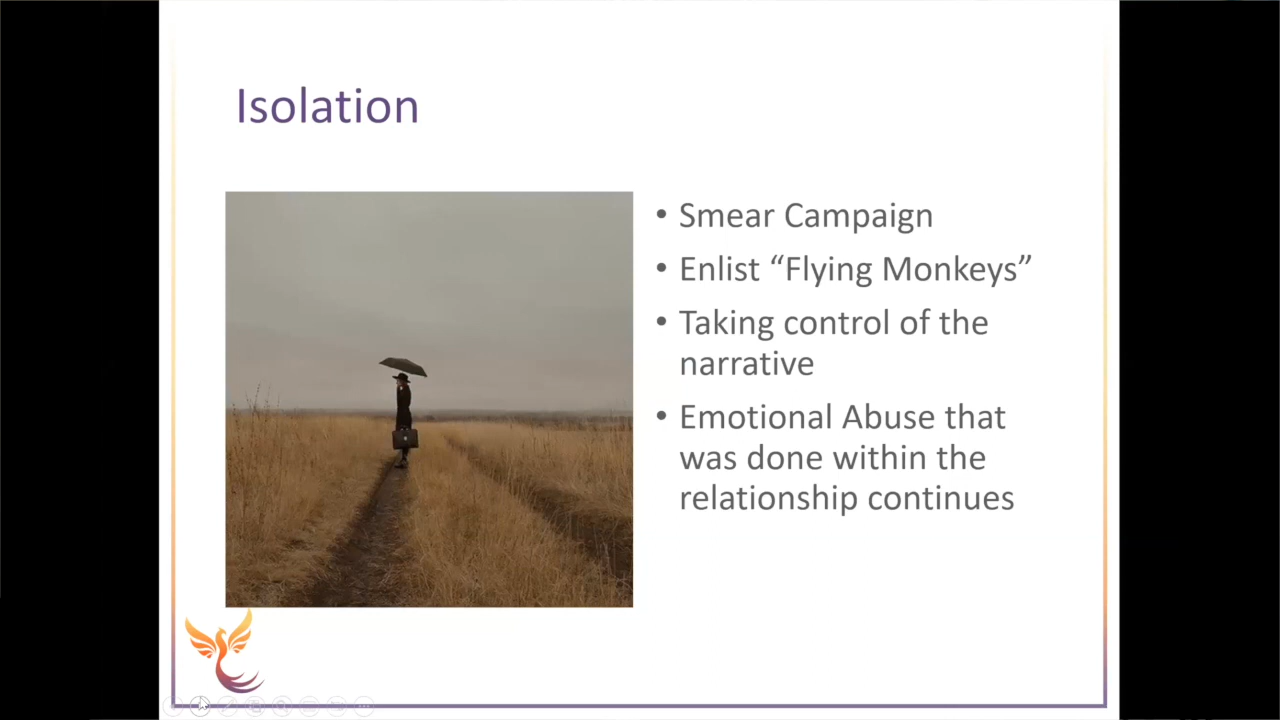 Isolation
• Smear Campaign
• Enlist “Flying Monkeys”
• Taking control of the
narrative
• Emotional Abuse that
was done within the
relationship continues